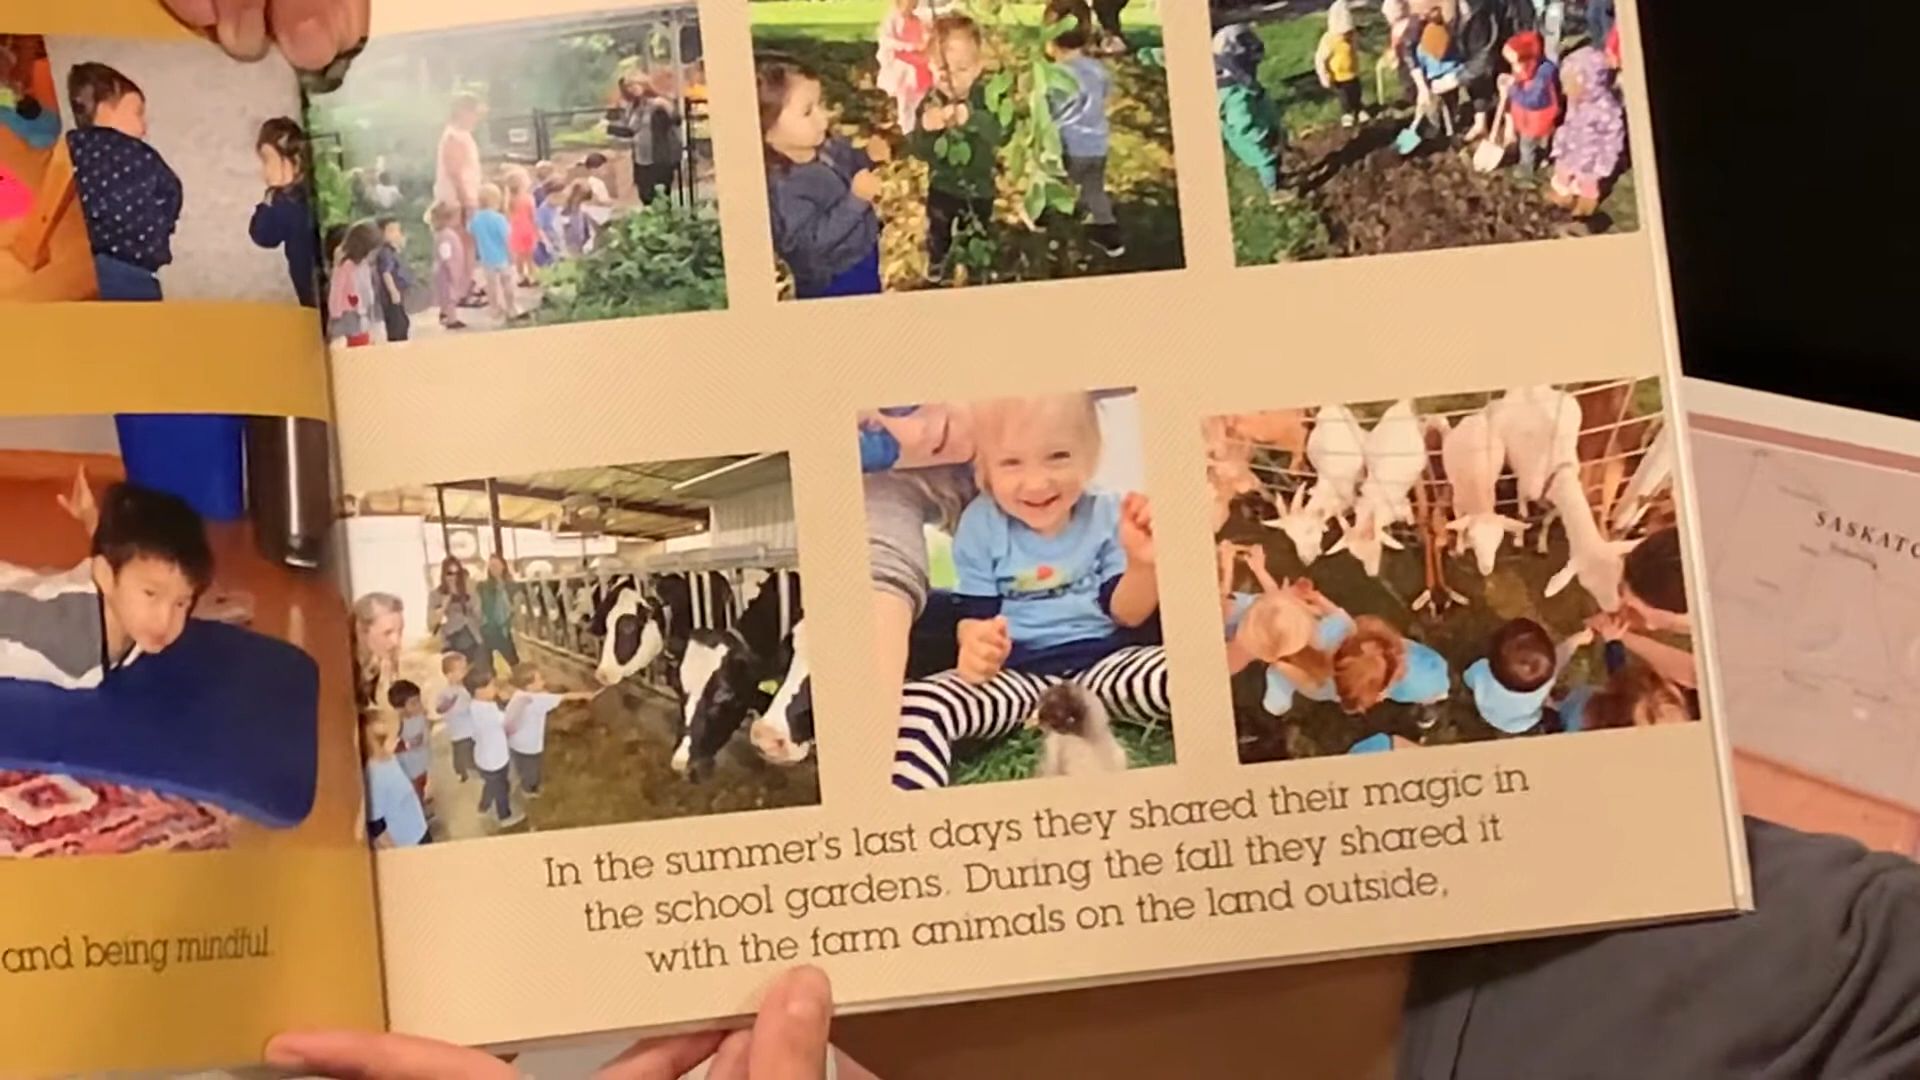 and being mindful.
In the summer's last days they shared their magic in
the school gardens. During the fall they shared it
with the farm animals on the land outside,